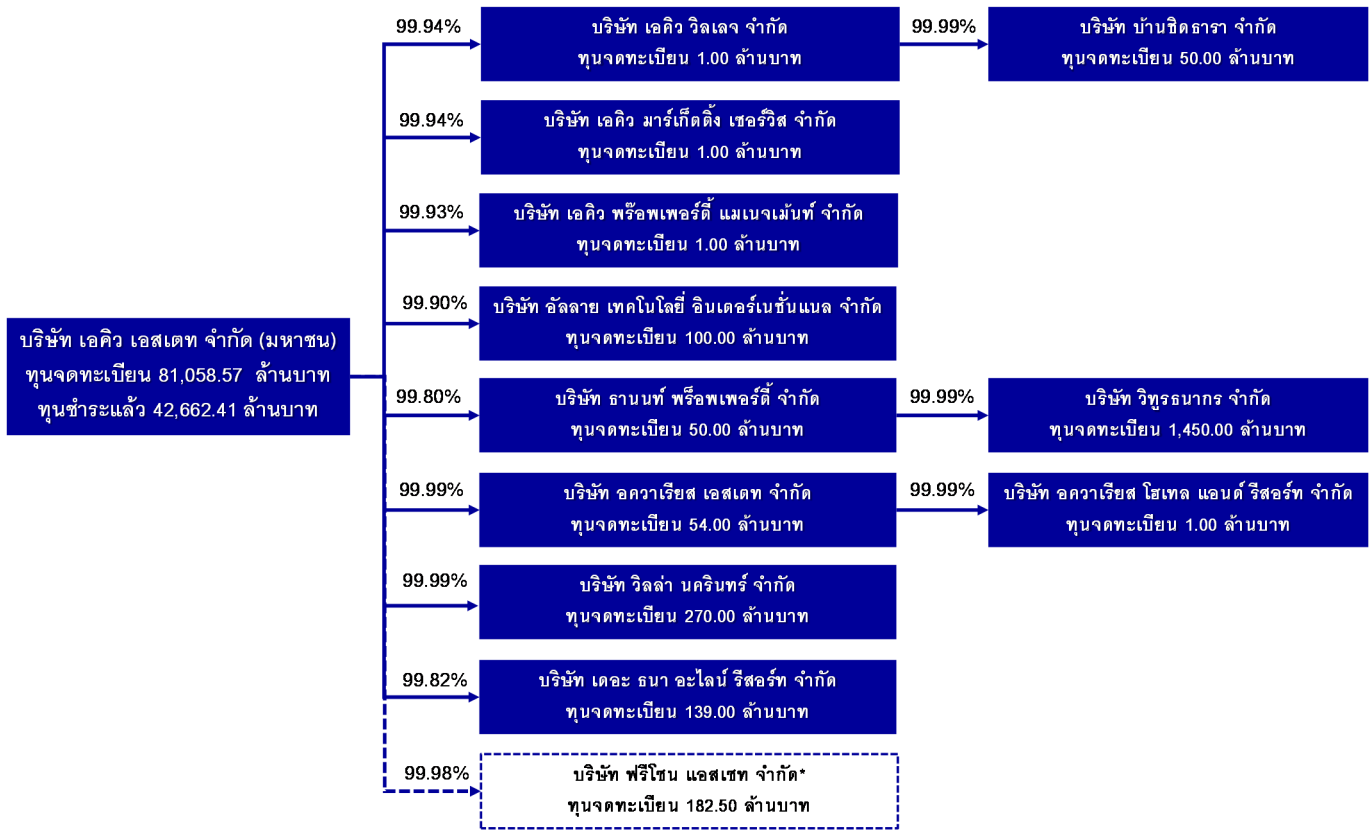 บริษัท เอคิว เอสเตท จำกัด (มหาชน)
ทุนจดทะเบียน 81,058.57 ล้านบาท
ทุนชำระแล้ว 42,662.41 ล้านบาท
99.94%
บริษัท เอคิว วิลเลจ จำกัด
ทุนจดทะเบียน 1.00 ล้านบาท
99.99%
บริษัท บ้านชิดธารา จำกัด
ทุนจดทะเบียน 50.00 ล้านบาท
99.94%
บริษัท เอคิว มาร์เก็ตติ้ง เซอร์วิส จำกัด
ทุนจดทะเบียน 1.00 ล้านบาท
99.93%
บริษัท เอคิว พร๊อพเพอร์ตี้ แมเนจเม้นท์ จำกัด
ทุนจดทะเบียน 1.00 ล้านบาท
99.90%
บริษัท อัลลาย เทคโนโลยี่ อินเตอร์เนชั่นแนล จำกัด
ทุนจดทะเบียน 100.00 ล้านบาท
99.80%
บริษัท ธานนท์ พร็อพเพอร์ตี้ จำกัด
ทุนจดทะเบียน 50.00 ล้านบาท
99.99%
บริษัท วิทูรธนากร จำกัด
ทุนจดทะเบียน 1,450.00 ล้านบาท
99.99%
บริษัท อควาเรียส เอสเตท จำกัด
ทุนจดทะเบียน 54.00 ล้านบาท
99.99%
บริษัท อควาเรียส โฮเทล แอนด์ รีสอร์ท จำกัด
ทุนจดทะเบียน 1.00 ล้านบาท
99.99%
บริษัท วิลล่า นครินทร์ จำกัด
ทุนจดทะเบียน 270.00 ล้านบาท
99.82%
บริษัท เดอะ ธนา อะไลน์ รีสอร์ท จำกัด
ทุนจดทะเบียน 139.00 ล้านบาท
99.98%
บริษัท ฟรีโซน แอสเซท จำกัด*
ทุนจดทะเบียน 182.50 ล้านบาท